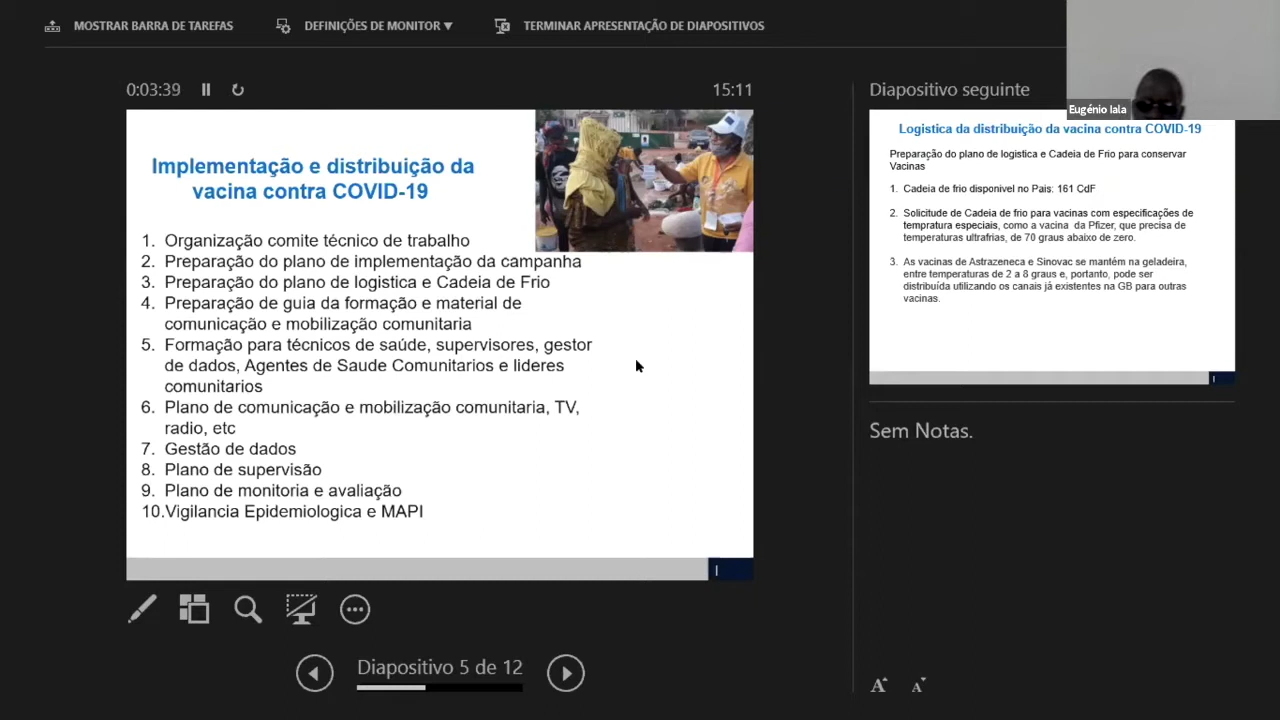 MOSTRAR BARRA DE TAREFAS
DEFINIÇÕES DE MONITOR ▼
TERMINAR APRESENTAÇÃO DE DIAPOSITIVOS
Eugénio Iala
0:03:39
15:11
Implementação e distribuição da
vacina contra COVID-19
1. Organização comite técnico de trabalho
2. Preparação do plano de implementação da campanha
3. Preparação do plano de logistica e Cadeia de Frio
4. Preparação de guia da formação e material de
comunicação e mobilização comunitaria
5. Formação para técnicos de saúde, supervisores, gestor
de dados, Agentes de Saude Comunitarios e lideres
comunitarios
6. Plano de comunicação e mobilização comunitaria, TV,
radio, etc
7. Gestão de dados
8. Plano de supervisão
9. Plano de monitoria e avaliação
10.Vigilancia Epidemiologica e MAPI
Diapositivo 5 de 12
Diapositivo seguinte
Logistica da distribuição da vacina contra COVID-19
Preparação do plano de logistica e Cadeia de Frio para conservar
Vacinas
1. Cadeia de frio disponivel no Pais: 161 CdF
2. Solicitude de Cadeia de frio para vacinas com especificações de
tempratura especiais, como a vacina da Pfizer, que precisa de
temperaturas ultrafrias, de 70 graus abaixo de zero.
3. As vacinas de Astrazeneca e Sinovac se mantém na geladeira,
entre temperaturas de 2 a 8 graus e, portanto, pode ser
distribuída utilizando os canais já existentes na GB para outras
vacinas.
Sem Notas.